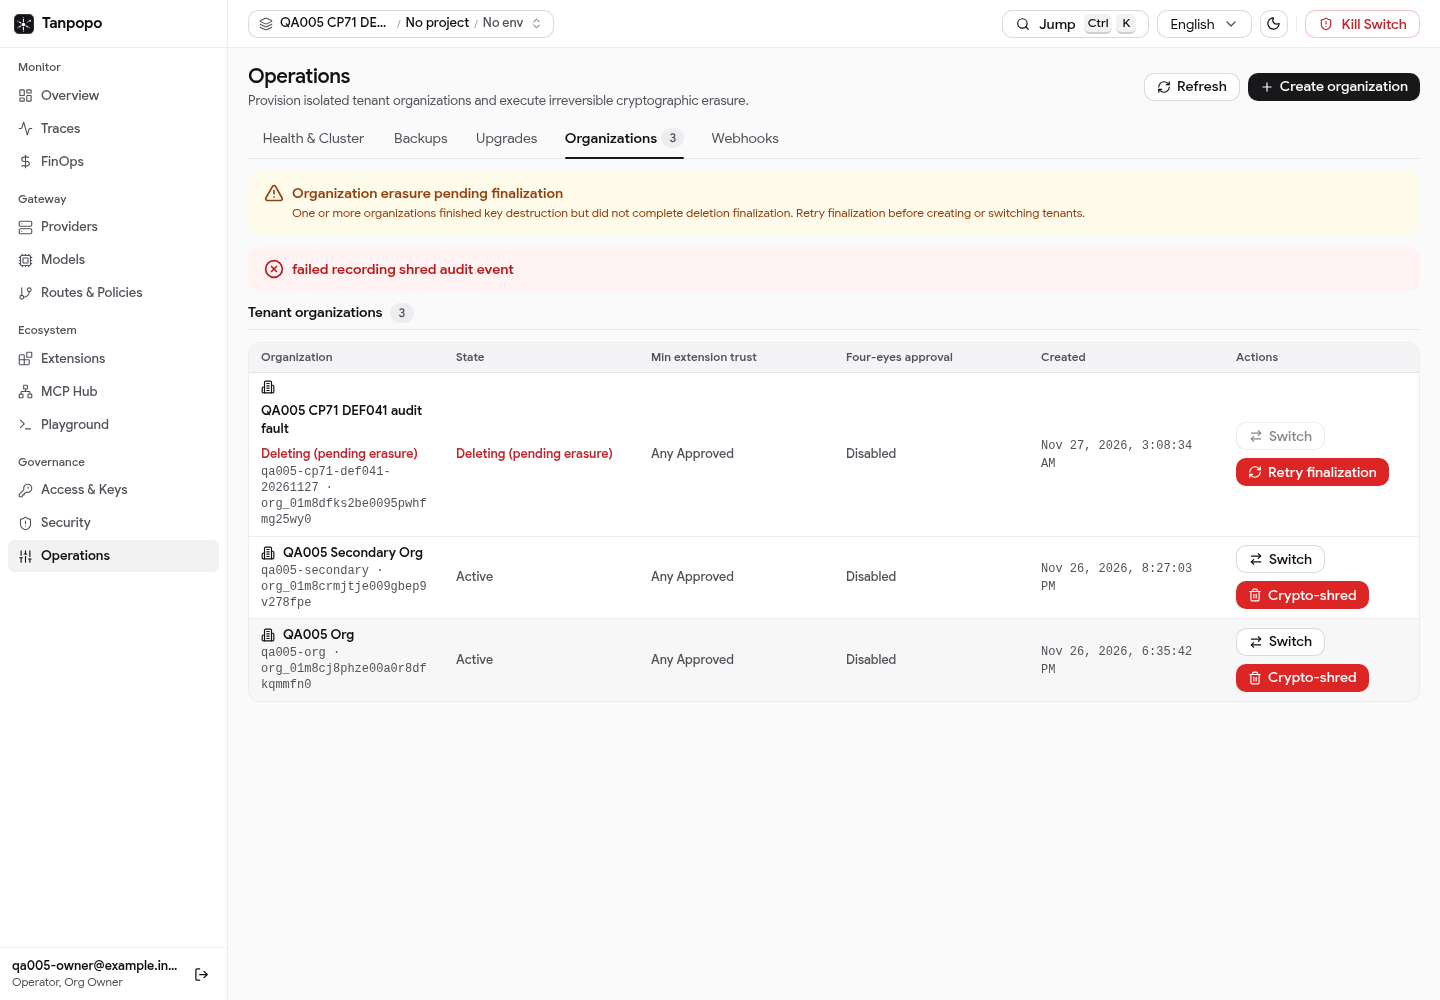 Tanpopo
QA005 CP71 DE... / No project / No env
Jump Ctrl K
English
Kill Switch
Monitor
Overview
Traces
FinOps
Gateway
Providers
Models
Routes & Policies
Ecosystem
Extensions
MCP Hub
Playground
Governance
Access & Keys
Security
Operations
qa005-owner@example.in...
Operator, Org Owner
Operations
Provision isolated tenant organizations and execute irreversible cryptographic erasure.
Refresh
Create organization
Health & Cluster Backups Upgrades Organizations 3 Webhooks
Organization erasure pending finalization
One or more organizations finished key destruction but did not complete deletion finalization. Retry finalization before creating or switching tenants.
failed recording shred audit event
Tenant organizations 3
Organization State Min extension trust Four-eyes approval Created Actions
QA005 CP71 DEF041 audit
fault
Deleting (pending erasure)
qa005-cp71-def041-
20261127 ·
org_01m8dfks2be0095pwhf
mg25wy0
Deleting (pending erasure)
Any Approved
Disabled
Nov 27, 2026, 3:08:34
AM
Switch
Retry finalization
QA005 Secondary Org
qa005-secondary ·
org_01m8crmjtje009gbep9
v278fpe
Active
Any Approved
Disabled
Nov 26, 2026, 8:27:03
PM
Switch
Crypto-shred
QA005 Org
qa005-org ·
org_01m8cj8phze00a0r8df
kqmmfn0
Active
Any Approved
Disabled
Nov 26, 2026, 6:35:42
PM
Switch
Crypto-shred